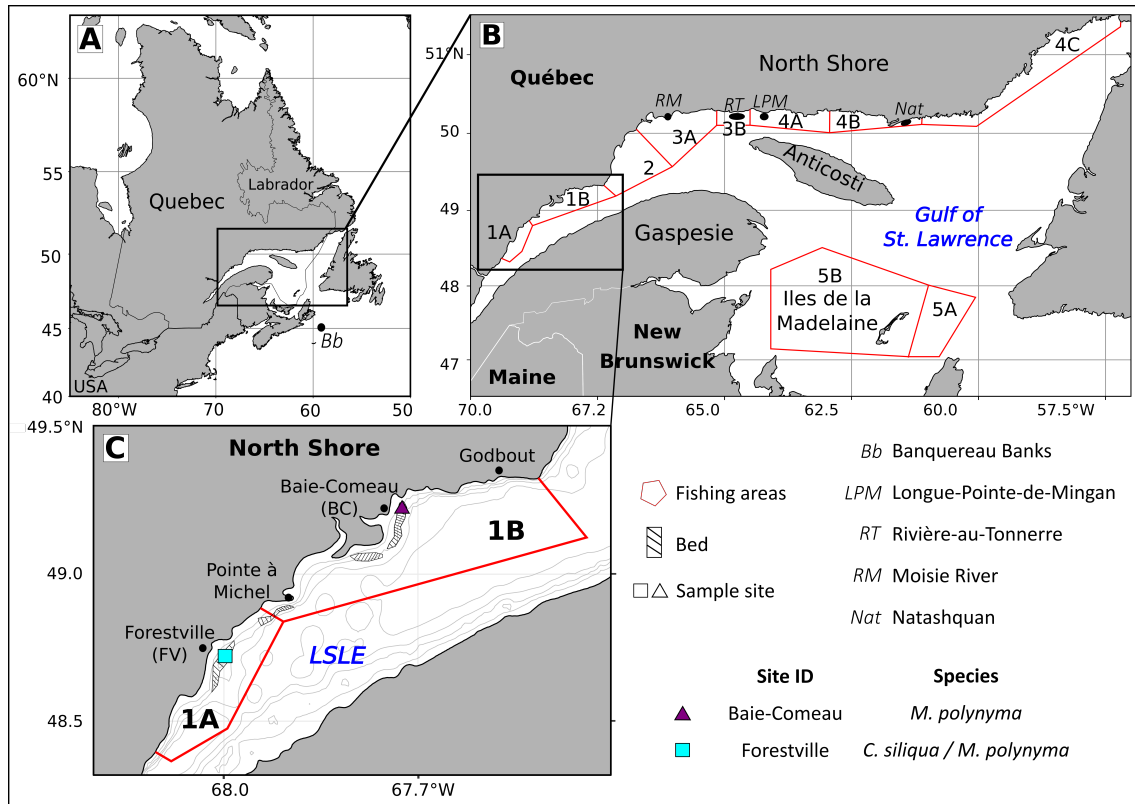 A
60°N
55
50
45
40
Labrador
Quebec
Bb
USA
80°W
70
60
50
B
51°N
50
49
48
47
Québec
North Shore
4C
RM
RT
LPM
Nat
3A
3B
4A
4B
2
Anticosti
1B
1A
Gaspesie
Gulf of
St. Lawrence
5B
Iles de la
Madelaine
5A
New
Brunswick
Maine
70.0
67.2
65.0
62.5
60.0
57.5°W
C
49.5°N
49.0
48.5
North Shore
Godbout
Baie-Comeau
(BC)
1B
Pointe à
Michel
Forestville
(FV)
LSLE
1A
68.0
67.7°W
Fishing areas
Bed
Sample site
Bb Banquereau Banks
LPM Longue-Pointe-de-Mingan
RT Rivière-au-Tonnerre
RM Moisie River
Nat Natashquan
Site ID Species
Baie-Comeau M. polynyma
Forestville C. siliqua / M. polynyma